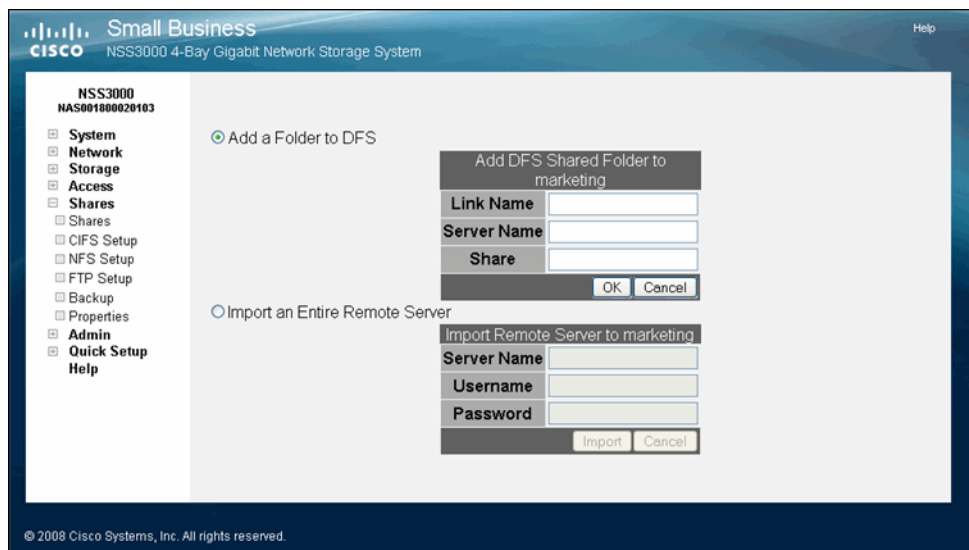 Small Business
Help
CISCO
NSS3000 4-Bay Gigabit Network Storage System
NSS3000
NAS001800020103
System
Network
Storage
Access
Shares
Shares
CIFS Setup
NFS Setup
FTP Setup
Backup
Properties
Admin
Quick Setup
Help
Add a Folder to DFS
Add DFS Shared Folder to
marketing
Link Name
Server Name
Share
OK Cancel
Import an Entire Remote Server
Import Remote Server to marketing
Server Name
Username
Password
Import Cancel
© 2008 Cisco Systems, Inc. All rights reserved.